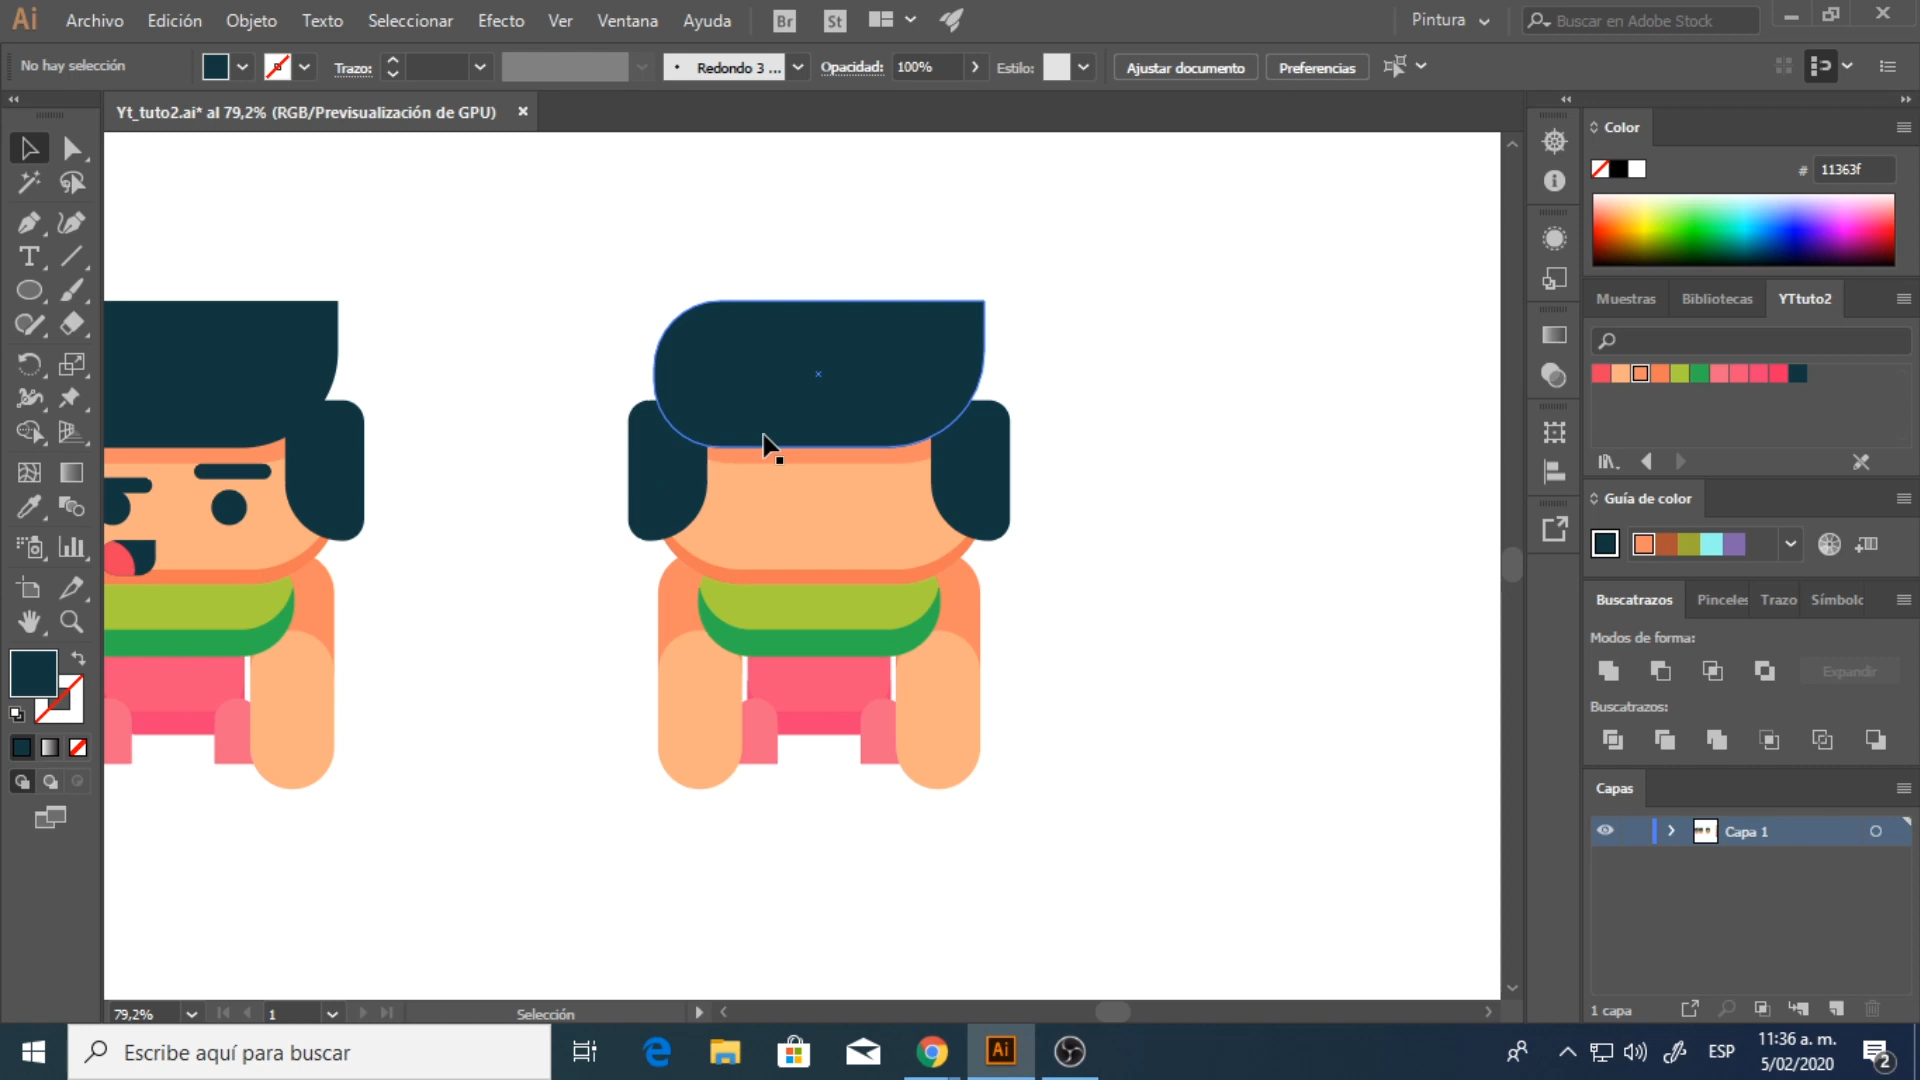 Ai
Archivo Edición Objeto Texto Seleccionar Efecto Ver Ventana Ayuda Br St Pintura Buscar en Adobe Stock
No hay selección Trazo: Redondo 3 ... Opacidad: 100% Estilo: Ajustar documento Preferencias
Yt_tuto2.ai* al 79,2% (RGB/Previsualización de GPU)
Color
# 11363f
Muestras Bibliotecas YTtuto2
Guía de color
Buscatrazos Pinceles Trazo Símbolc
Modos de forma:
Expandir
Buscatrazos:
Capas
Capa 1
1 capa
79,2% 1 Selección
Escribe aquí para buscar
Ai
ESP
11:36 a. m.
5/02/2020
2